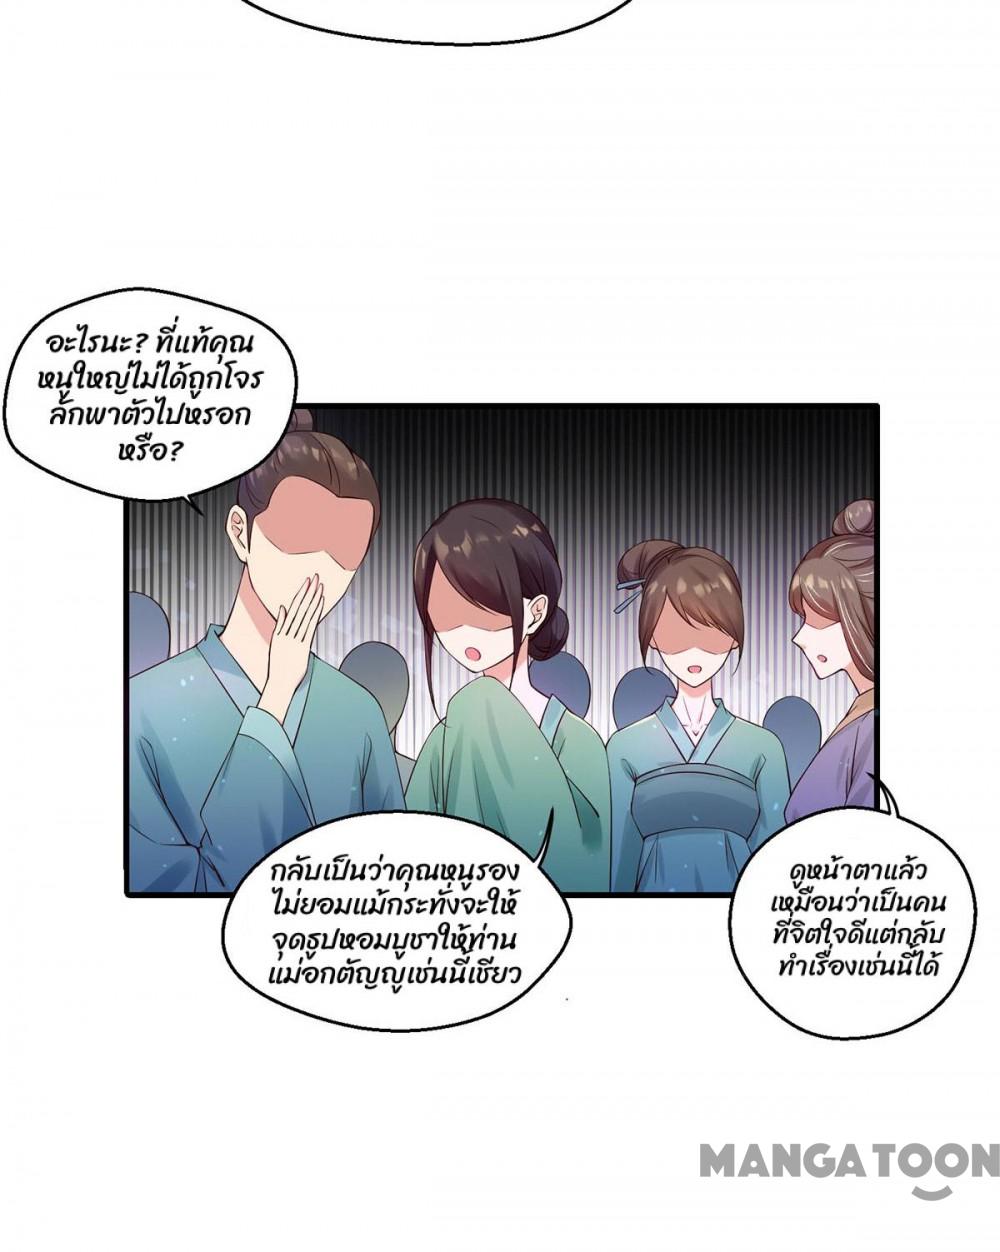 อะไรนะ? ที่แท้คุณ
หนูใหญ่ไม่ได้ถูกโจร
ลักพาตัวไปหรอก
หรือ?
กลับเป็นว่าคุณหนูรอง
ไม่ยอมแม้กระทั่งจะให้
จุดธูปหอมบูชาให้ท่าน
แม่อกตัญญูเช่นนี้เชียว
ดูหน้าตาแล้ว
เหมือนว่าเป็นคน
ที่จิตใจดีแต่กลับ
ทำเรื่องเช่นนี้ได้
MANGATOON